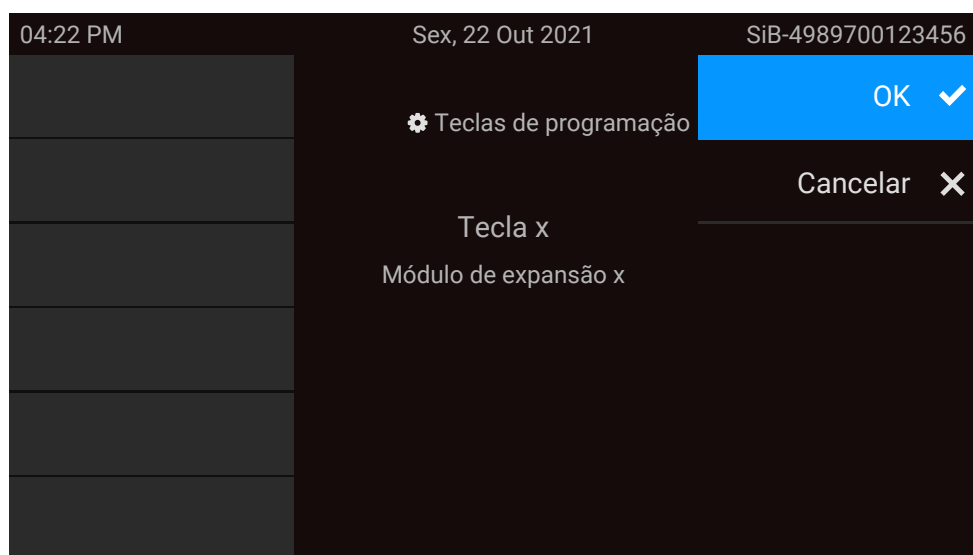 04:22 PM Sex, 22 Out 2021 SiB-4989700123456
OK
Teclas de programação
Cancelar
Tecla x
Módulo de expansão x